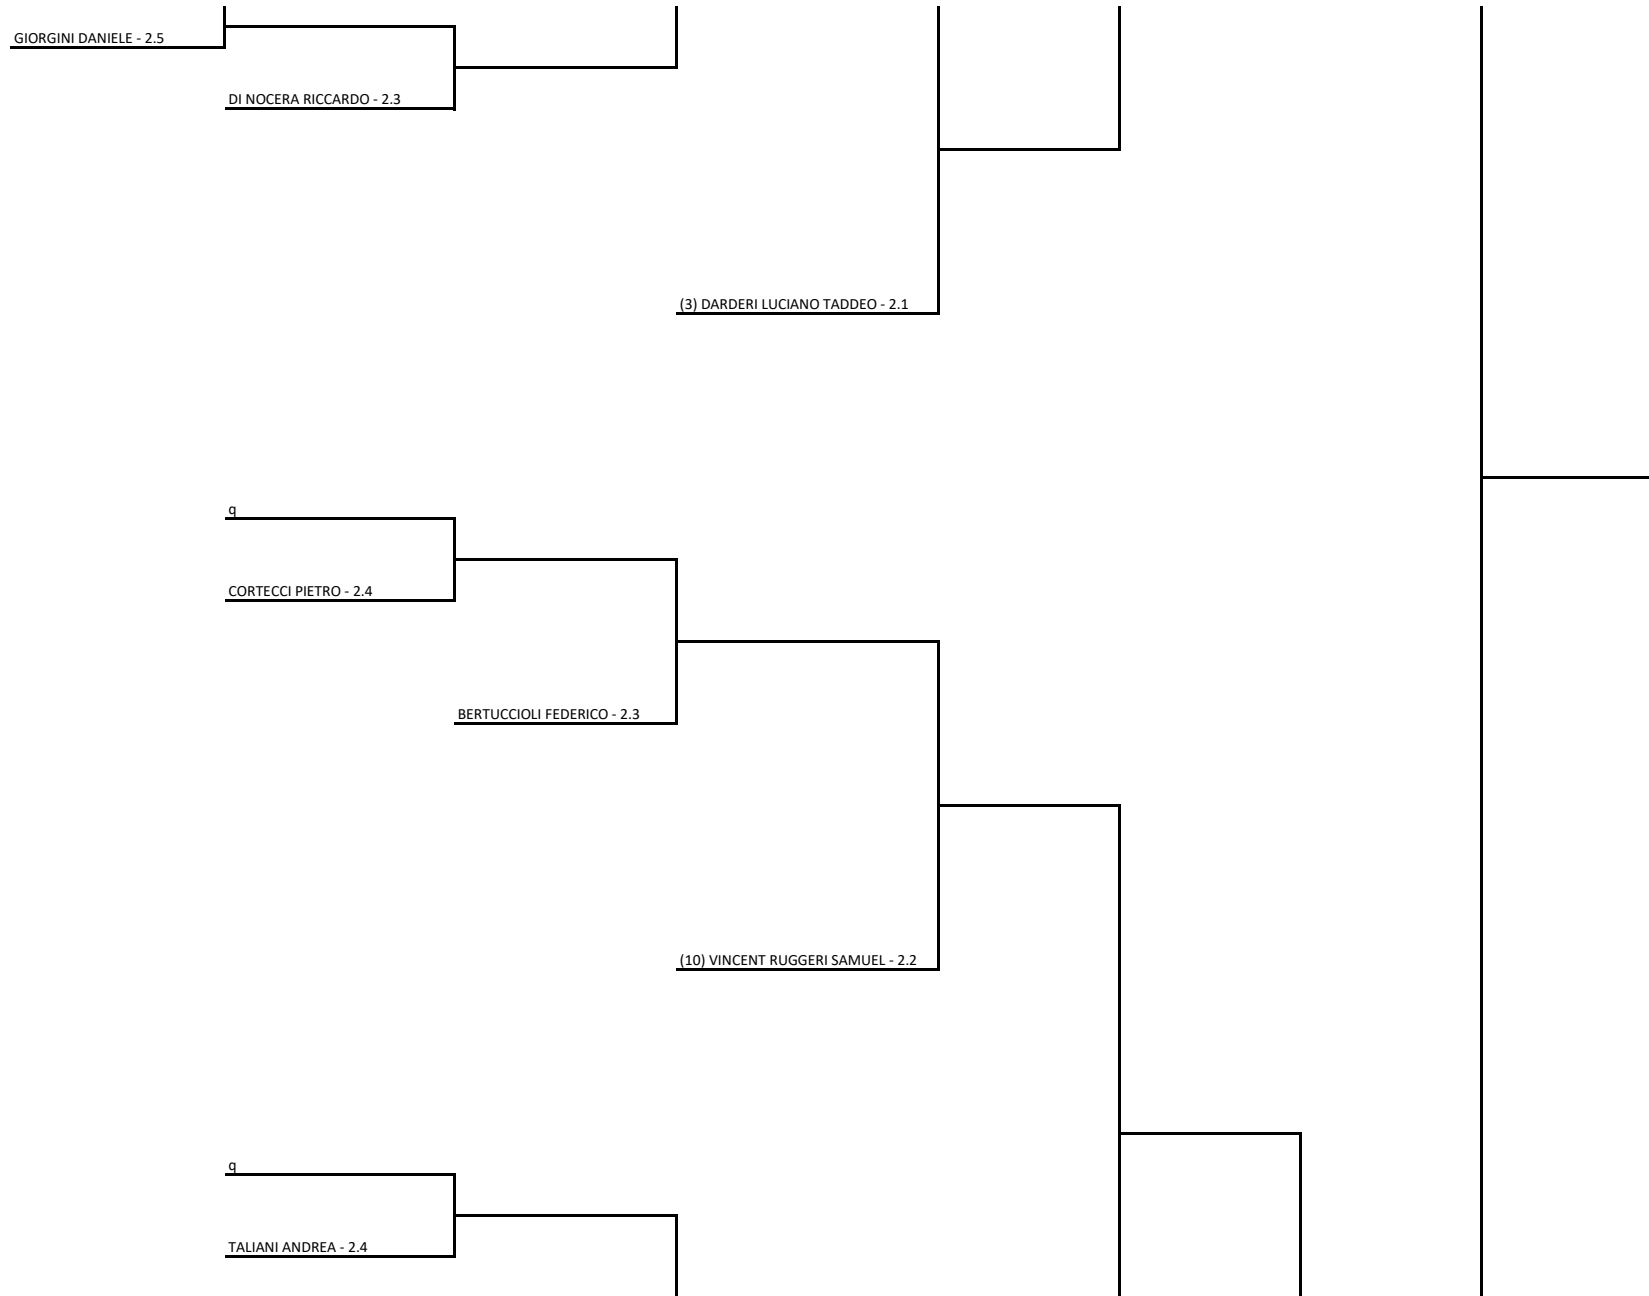 GIORGINI DANIELE - 2.5
DI NOCERA RICCARDO - 2.3
(3) DARDERI LUCIANO TADDEO - 2.1
q
CORTECCI PIETRO - 2.4
BERTUCCIOLI FEDERICO - 2.3
(10) VINCENT RUGGERI SAMUEL - 2.2
q
TALIANI ANDREA - 2.4